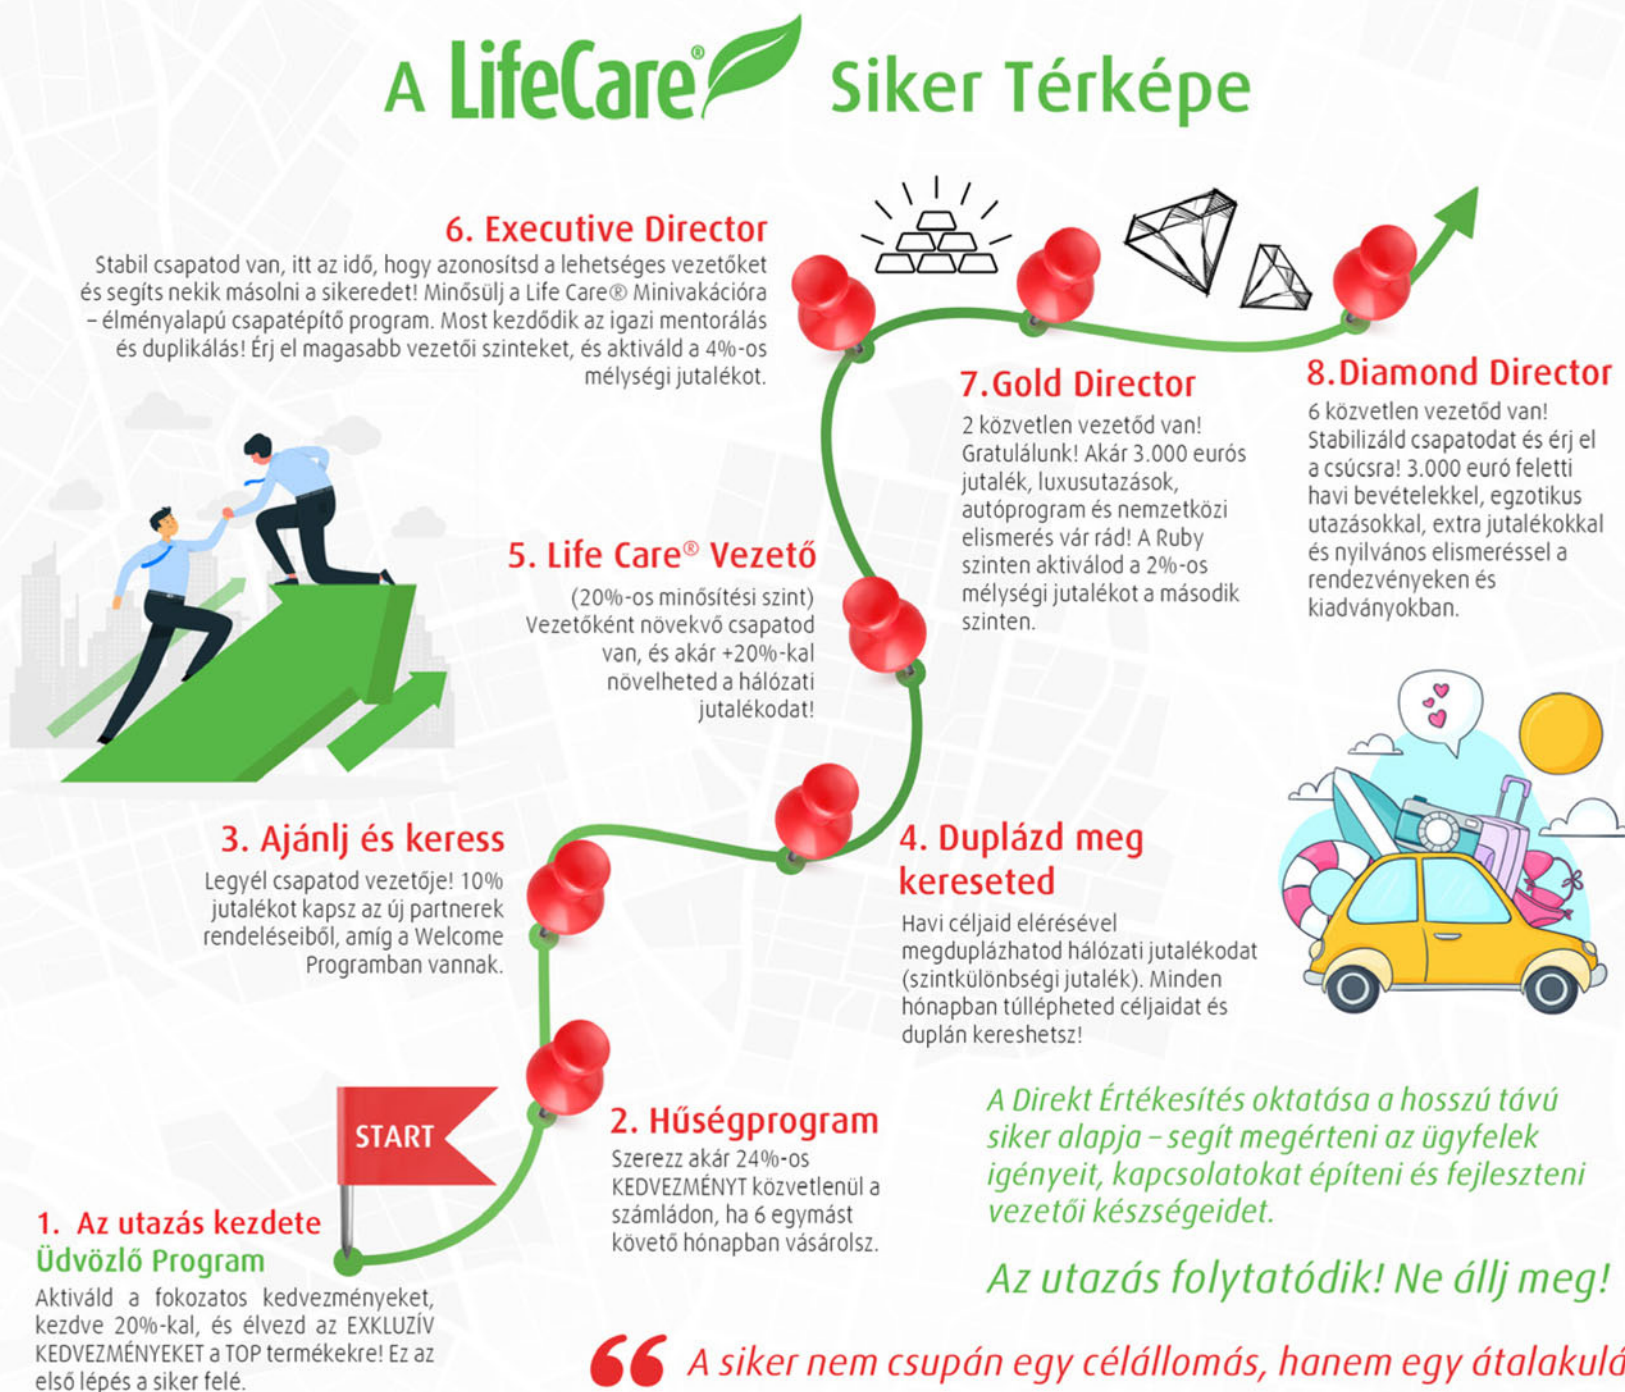 A LifeCare® Siker Térképe
6. Executive Director
Stabil csapatod van, itt az idő, hogy azonosítsd a lehetséges vezetőket
és segíts nekik másolni a sikeredet! Minősülj a Life Care® Minivakációra
– élményalapú csapatépítő program. Most kezdődik az igazi mentorálás
és duplikálás! Érj el magasabb vezetői szinteket, és aktiváld a 4%-os
mélységi jutalékot.
7.Gold Director
2 közvetlen vezetőd van!
Gratulálunk! Akár 3.000 eurós
jutalék, luxusutazások,
autóprogram és nemzetközi
elismerés vár rád! A Ruby
szinten aktiválod a 2%-os
mélységi jutalékot a második
szinten.
8.Diamond Director
6 közvetlen vezetőd van!
Stabilizáld csapatodat és érj el
a csúcsra! 3.000 euró feletti
havi bevételekkel, egzotikus
utazásokkal, extra jutalékokkal
és nyilvános elismeréssel a
rendezvényeken és
kiadványokban.
5. Life Care® Vezető
(20%-os minősítési szint)
Vezetőként növekvő csapatod
van, és akár +20%-kal
növelheted a hálózati
jutalékodat!
3. Ajánlj és keress
Legyél csapatod vezetője! 10%
jutalékot kapsz az új partnerek
rendeléseiből, amíg a Welcome
Programban vannak.
4. Duplázd meg
kereseted
Havi céljaid elérésével
megduplázhatod hálózati jutalékodat
(szintkülönbségi jutalék). Minden
hónapban túllépheted céljaidat és
duplán kereshetsz!
START
2. Hűségprogram
Szerezz akár 24%-os
KEDVEZMÉNYT közvetlenül a
számládon, ha 6 egymást
követő hónapban vásárolsz.
1. Az utazás kezdete
Üdvözlő Program
Aktiváld a fokozatos kedvezményeket,
kezdve 20%-kal, és élvezd az EXKLUZÍV
KEDVEZMÉNYEKET a TOP termékekre! Ez az
első lépés a siker felé.
A Direkt Értékesítés oktatása a hosszú távú
siker alapja – segít megérteni az ügyfelek
igényeit, kapcsolatokat építeni és fejleszteni
vezetői készségeidet.
Az utazás folytatódik! Ne állj meg!
“ A siker nem csupán egy célállomás, hanem egy átalakulá